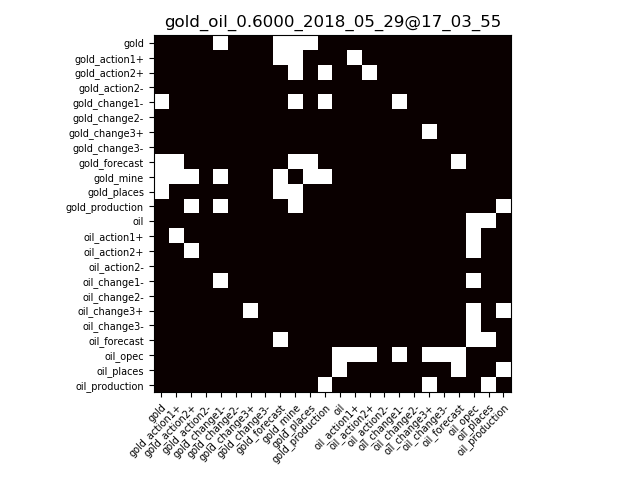 gold_oil_0.6000_2018_05_29@17_03_55
gold
gold_action1+
gold_action2+
gold_action2-
gold_change1-
gold_change2-
gold_change3+
gold_change3-
gold_forecast
gold_mine
gold_places
gold_production
oil
oil_action1+
oil_action2+
oil_action2-
oil_change1-
oil_change2-
oil_change3+
oil_change3-
oil_forecast
oil_opec
oil_places
oil_production
gold
gold_action1+
gold_action2+
gold_action2-
gold_change1-
gold_change2-
gold_change3+
gold_change3-
gold_forecast
gold_mine
gold_places
gold_production
oil
oil_action1+
oil_action2+
oil_action2-
oil_change1-
oil_change2-
oil_change3+
oil_change3-
oil_forecast
oil_opec
oil_places
oil_production